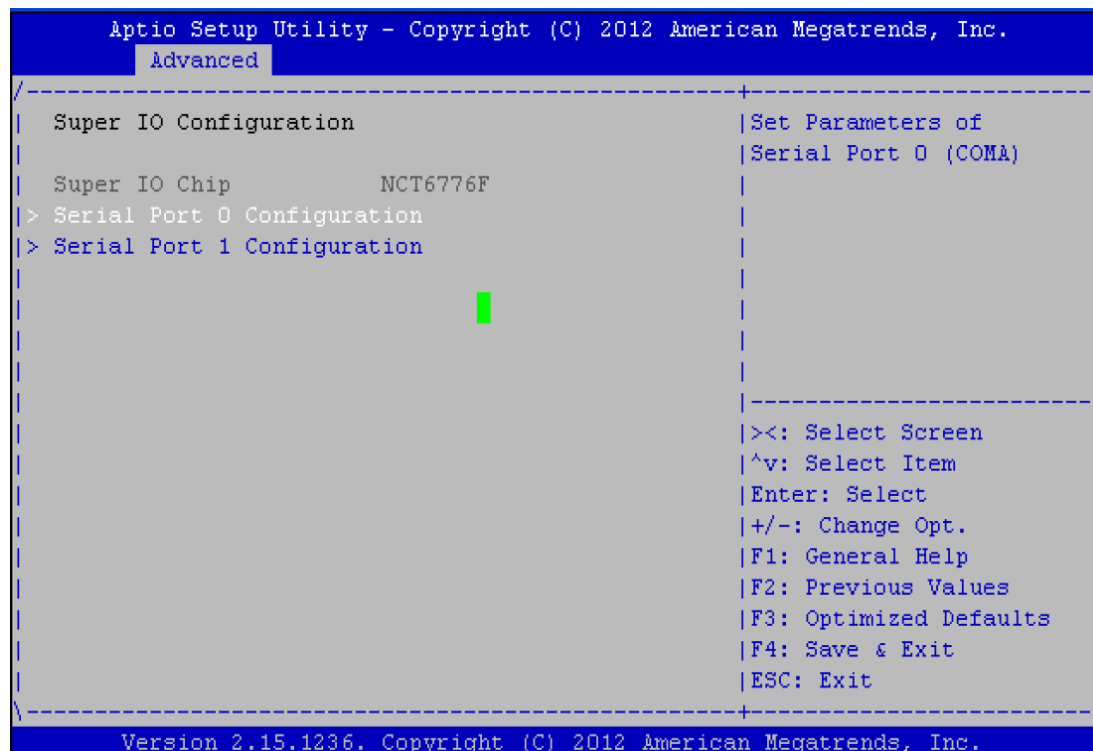 Aptio Setup Utility - Copyright (C) 2012 American Megatrends, Inc.
Advanced
Super IO Configuration
Super IO Chip NCT6776F
> Serial Port 0 Configuration
> Serial Port 1 Configuration
Set Parameters of
Serial Port 0 (COMA)
><: Select Screen
^v: Select Item
Enter: Select
+/-: Change Opt.
F1: General Help
F2: Previous Values
F3: Optimized Defaults
F4: Save & Exit
ESC: Exit
Version 2.15.1236. Copyright (C) 2012 American Megatrends, Inc.